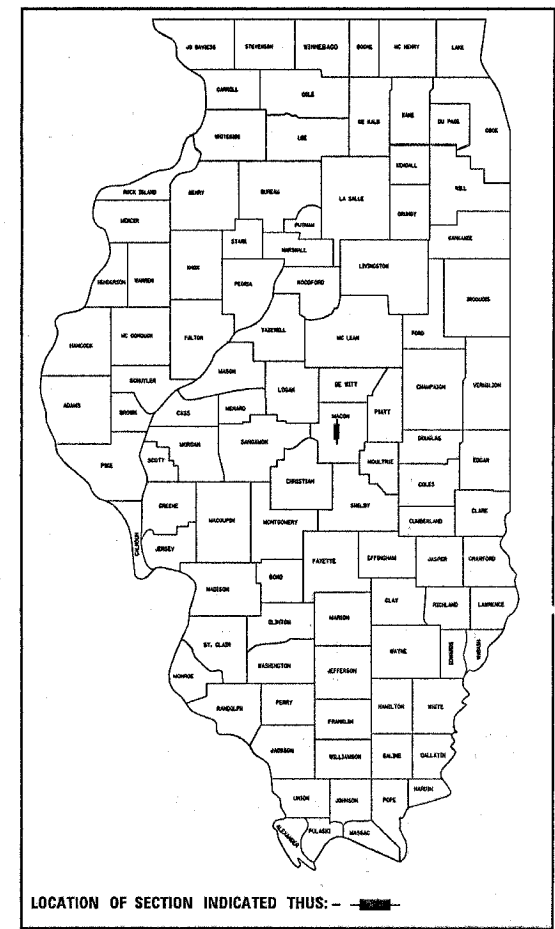 JO DAVIESS STEVENSON WINNEBAGO BOONE MC HENRY LAKE
CARROLL OGLE
DE KALB KANE DU PAGE COOK
WHITESIDE LEE
KENDALL
ROCK ISLAND HENRY BUREAU LA SALLE GRUNDY WILL
MERCER PUTNAM KANKAKEE
STARK MARSHALL
HENDERSON WARREN KNOX PEORIA WOODFORD LIVINGSTON IROQUOIS
HANCOCK MC DONOUGH FULTON TAZEWELL MC LEAN FORD
MASON
SCHUYLER LOGAN DE WITT CHAMPAIGN VERMILION
ADAMS BROWN CASS MENARD MACON PIATT
MORGAN SANGAMON DOUGLAS
PIKE SCOTT CHRISTIAN MOULTRIE COLES EDGAR
GREENE MACOUPIN MONTGOMERY SHELBY CUMBERLAND CLARK
CALHOUN JERSEY FAYETTE EFFINGHAM JASPER CRAWFORD
MADISON BOND CLAY RICHLAND LAWRENCE
CLINTON MARION
ST. CLAIR WAYNE EDWARDS WABASH
MONROE WASHINGTON JEFFERSON
RANDOLPH PERRY FRANKLIN HAMILTON WHITE
JACKSON WILLIAMSON SALINE GALLATIN
UNION JOHNSON POPE HARDIN
ALEXANDER PULASKI MASSAC
LOCATION OF SECTION INDICATED THUS: -